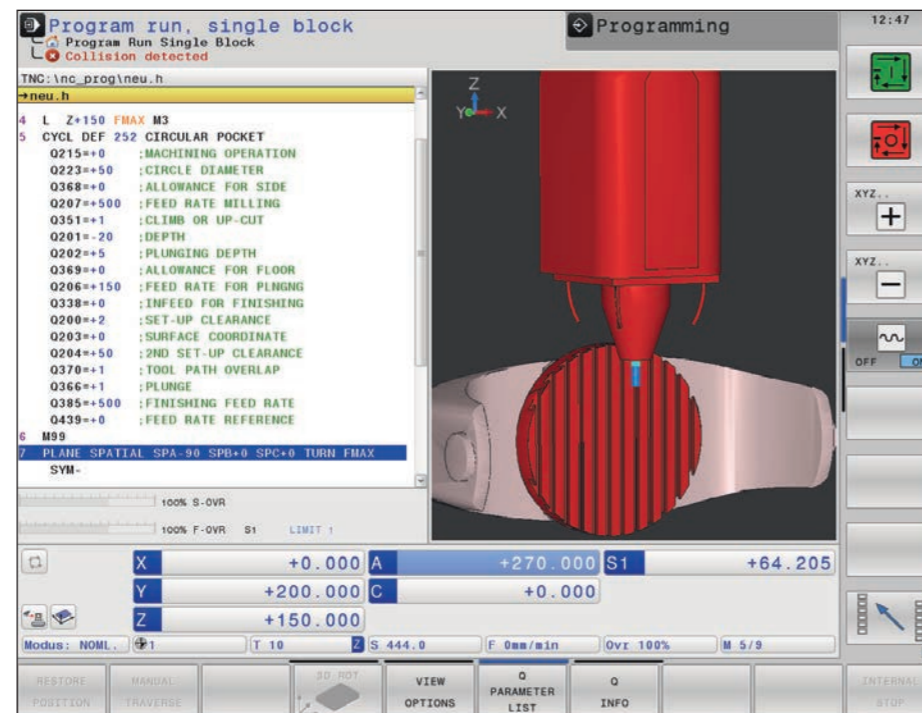 Program run, single block
Programming
12:47
Program Run Single Block
Collision detected
TNC:\nc_prog\neu.h
→neu.h
4 L Z+150 FMAX M3
5 CYCL DEF 252 CIRCULAR POCKET
Q215=+0 ;MACHINING OPERATION
Q223=+50 ;CIRCLE DIAMETER
Q368=+0 ;ALLOWANCE FOR SIDE
Q207=+500 ;FEED RATE MILLING
Q351=+1 ;CLIMB OR UP-CUT
Q201=-20 ;DEPTH
Q202=+5 ;PLUNGING DEPTH
Q369=+0 ;ALLOWANCE FOR FLOOR
Q206=+150 ;FEED RATE FOR PLNGNG
Q338=+0 ;INFEED FOR FINISHING
Q200=+2 ;SET-UP CLEARANCE
Q203=+0 ;SURFACE COORDINATE
Q204=+50 ;2ND SET-UP CLEARANCE
Q370=+1 ;TOOL PATH OVERLAP
Q366=+1 ;PLUNGE
Q385=+500 ;FINISHING FEED RATE
Q439=+0 ;FEED RATE REFERENCE
6 M99
7 PLANE SPATIAL SPA-90 SPB+0 SPC+0 TURN FMAX
SYM-
Z
Y X
XYZ..
+
XYZ..
−
OFF ON
100% S-OVR
100% F-OVR S1 LIMIT 1
X +0.000 A +270.000 S1 +64.205
Y +200.000 C +0.000
Z +150.000
Modus: NOML. 1 T 10 Z S 444.0 F 0mm/min Ovr 100% M 5/9
RESTORE POSITION
MANUAL TRAVERSE
3D ROT
VIEW OPTIONS
Q PARAMETER LIST
Q INFO
INTERNAL STOP